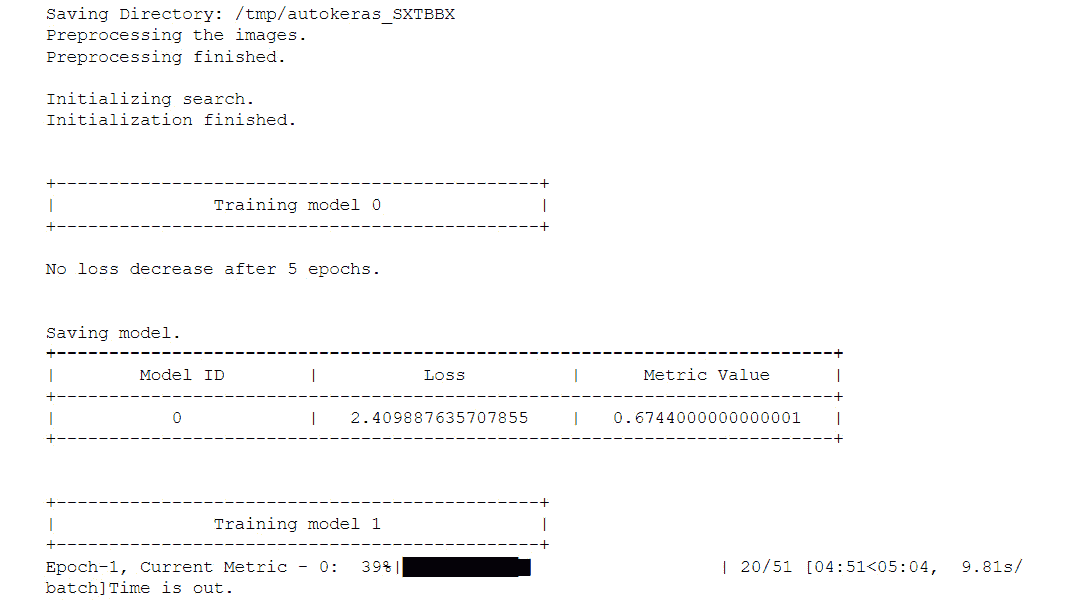 Saving Directory: /tmp/autokeras_SXTBBX
Preprocessing the images.
Preprocessing finished.
Initializing search.
Initialization finished.
+----------------------------------------------+
|               Training model 0               |
+----------------------------------------------+
No loss decrease after 5 epochs.
Saving model.
+--------------------------------------------------------------------------+
|        Model ID        |          Loss          |      Metric Value      |
+--------------------------------------------------------------------------+
|           0            |   2.409887635707855    |   0.6744000000000001   |
+--------------------------------------------------------------------------+
+----------------------------------------------+
|               Training model 1               |
+----------------------------------------------+
Epoch-1, Current Metric - 0:  39%|████████████                  | 20/51 [04:51<05:04,  9.81s/
batch]Time is out.